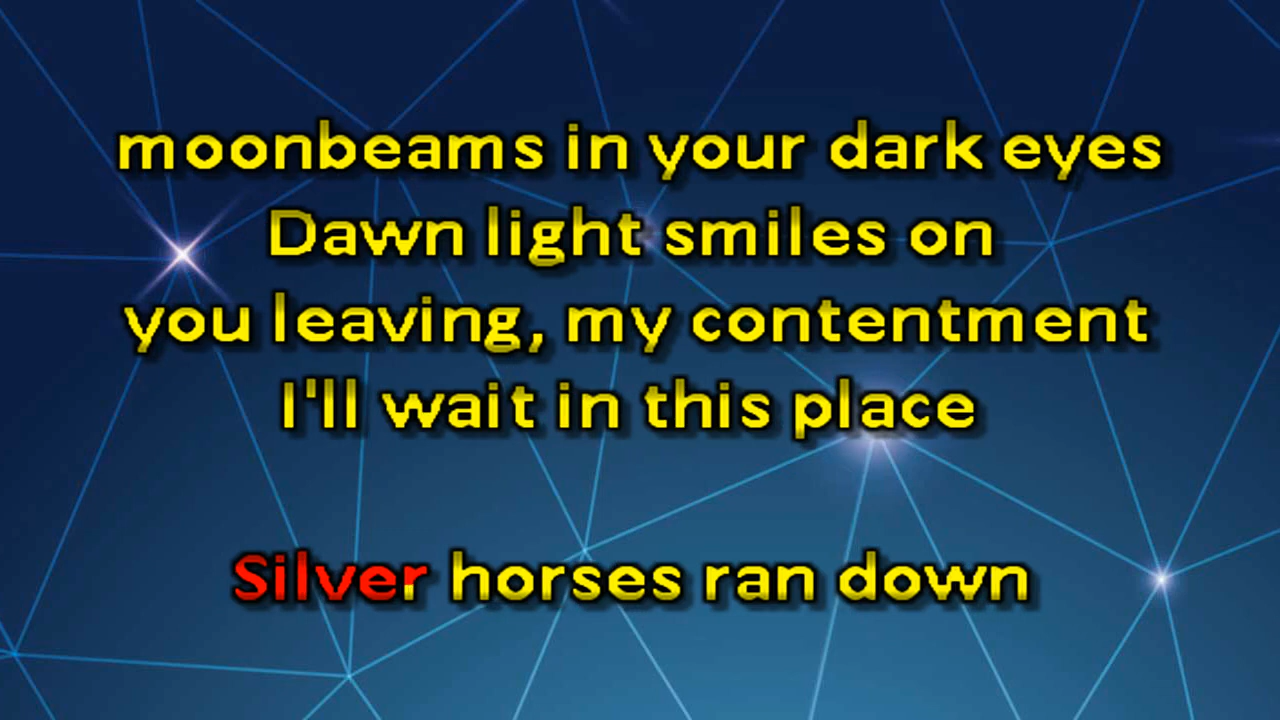 moonbeams in your dark eyes
Dawn light smiles on
you leaving, my contentment
I'll wait in this place
Silver horses ran down